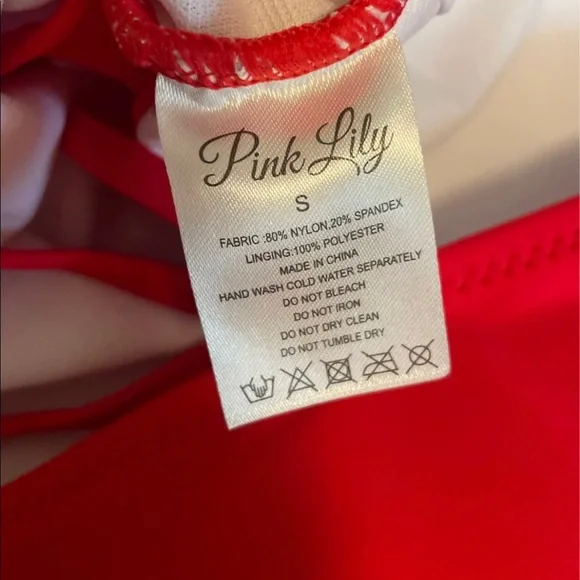 Pink Lily
S
FABRIC :80% NYLON,20% SPANDEX
LINGING:100% POLYESTER
MADE IN CHINA
HAND WASH COLD WATER SEPARATELY
DO NOT BLEACH
DO NOT IRON
DO NOT DRY CLEAN
DO NOT TUMBLE DRY